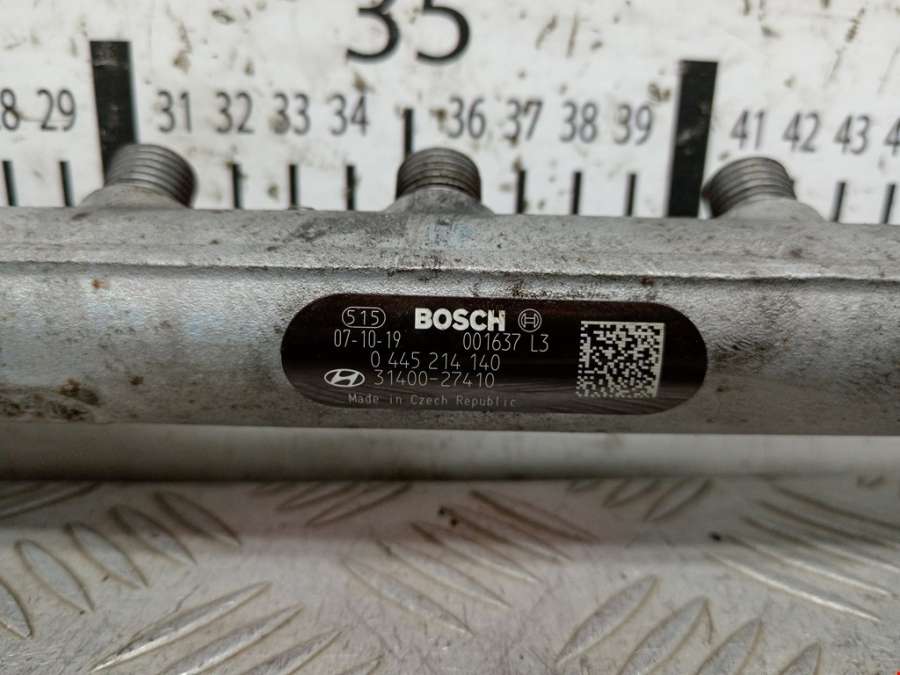 35
28 29 31 32 33 34 36 37 38 39 41 42 43
515 BOSCH
07-10-19 001637 L3
0 445 214 140
31400-27410
Made in Czech Republic